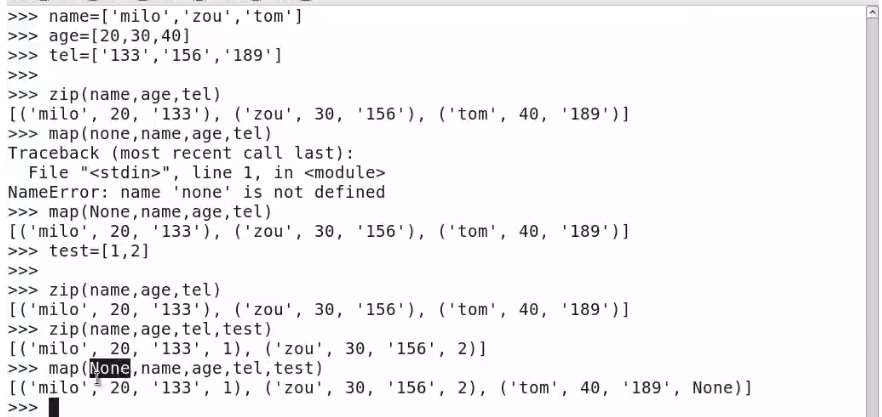 >>> name=['milo','zou','tom']
>>> age=[20,30,40]
>>> tel=['133','156','189']
>>>
>>> zip(name,age,tel)
[('milo', 20, '133'), ('zou', 30, '156'), ('tom', 40, '189')]
>>> map(none,name,age,tel)
Traceback (most recent call last):
  File "<stdin>", line 1, in <module>
NameError: name 'none' is not defined
>>> map(None,name,age,tel)
[('milo', 20, '133'), ('zou', 30, '156'), ('tom', 40, '189')]
>>> test=[1,2]
>>>
>>> zip(name,age,tel)
[('milo', 20, '133'), ('zou', 30, '156'), ('tom', 40, '189')]
>>> zip(name,age,tel,test)
[('milo', 20, '133', 1), ('zou', 30, '156', 2)]
>>> map(None,name,age,tel,test)
[('milo', 20, '133', 1), ('zou', 30, '156', 2), ('tom', 40, '189', None)]
>>>